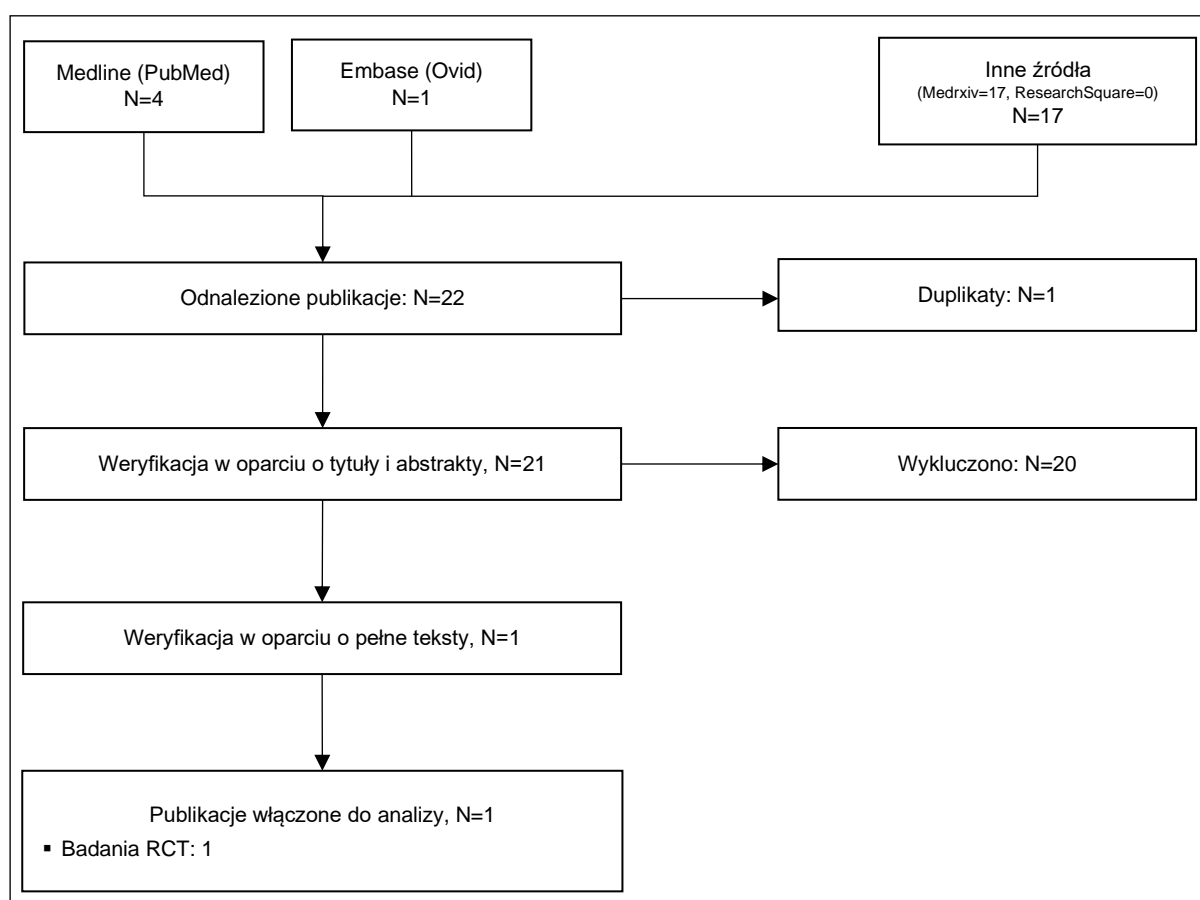 Medline (PubMed)
N=4
Embase (Ovid)
N=1
Inne źródła
(Medrxiv=17, ResearchSquare=0)
N=17
Odnalezione publikacje: N=22
Duplikaty: N=1
Weryfikacja w oparciu o tytuły i abstrakty, N=21
Wykluczono: N=20
Weryfikacja w oparciu o pełne teksty, N=1
Publikacje włączone do analizy, N=1
▪ Badania RCT: 1